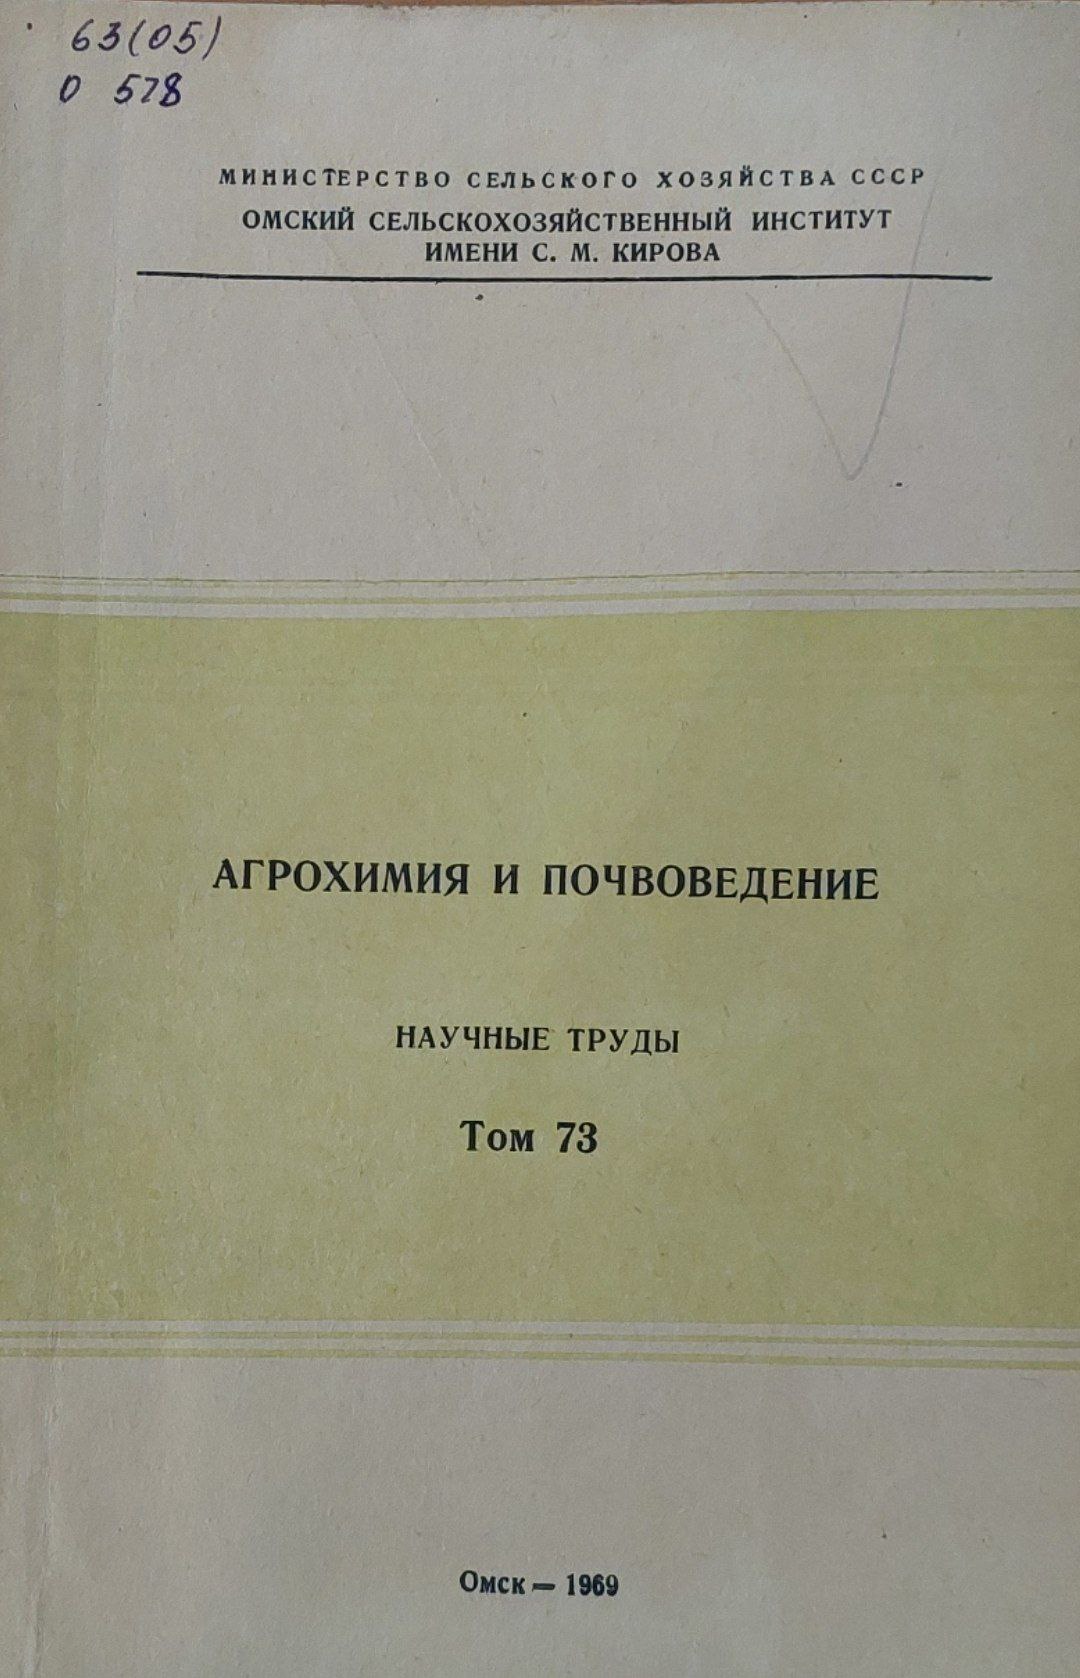 63(05)
О 578
МИНИСТЕРСТВО СЕЛЬСКОГО ХОЗЯЙСТВА СССР
ОМСКИЙ СЕЛЬСКОХОЗЯЙСТВЕННЫЙ ИНСТИТУТ
ИМЕНИ С. М. КИРОВА
АГРОХИМИЯ И ПОЧВОВЕДЕНИЕ
НАУЧНЫЕ ТРУДЫ
Том 73
Омск — 1969